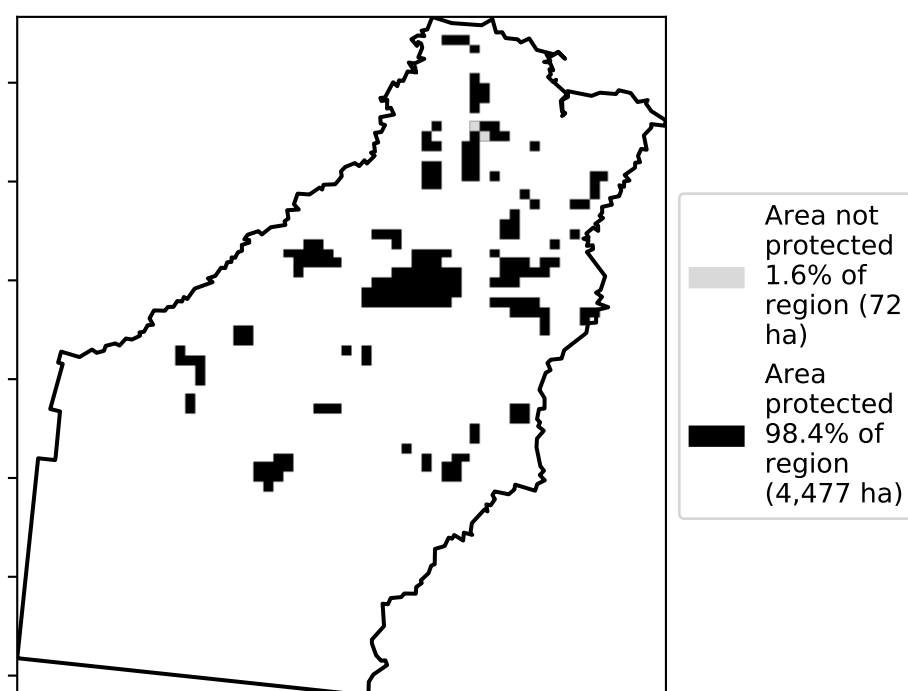 Area not
protected
1.6% of
region (72
ha)
Area
protected
98.4% of
region
(4,477 ha)